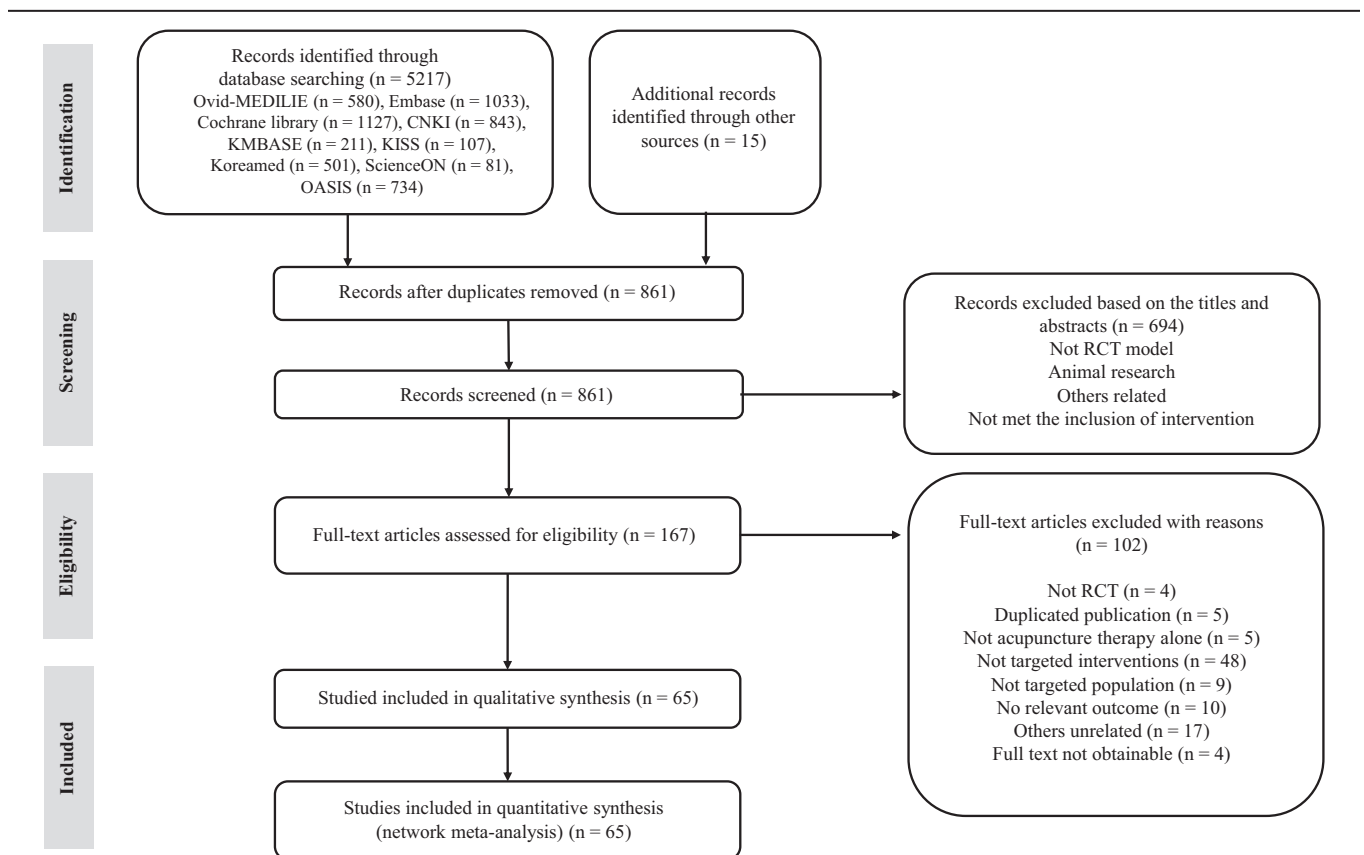 Identification
Records identified through
database searching (n = 5217)
Ovid-MEDILIE (n = 580), Embase (n = 1033),
Cochrane library (n = 1127), CNKI (n = 843),
KMBASE (n = 211), KISS (n = 107),
Koreamed (n = 501), ScienceON (n = 81),
OASIS (n = 734)
Additional records
identified through other
sources (n = 15)
Screening
Records after duplicates removed (n = 861)
Records screened (n = 861)
Records excluded based on the titles and
abstracts (n = 694)
Not RCT model
Animal research
Others related
Not met the inclusion of intervention
Eligibility
Full-text articles assessed for eligibility (n = 167)
Full-text articles excluded with reasons
(n = 102)
Not RCT (n = 4)
Duplicated publication (n = 5)
Not acupuncture therapy alone (n = 5)
Not targeted interventions (n = 48)
Not targeted population (n = 9)
No relevant outcome (n = 10)
Others unrelated (n = 17)
Full text not obtainable (n = 4)
Included
Studied included in qualitative synthesis (n = 65)
Studies included in quantitative synthesis
(network meta-analysis) (n = 65)